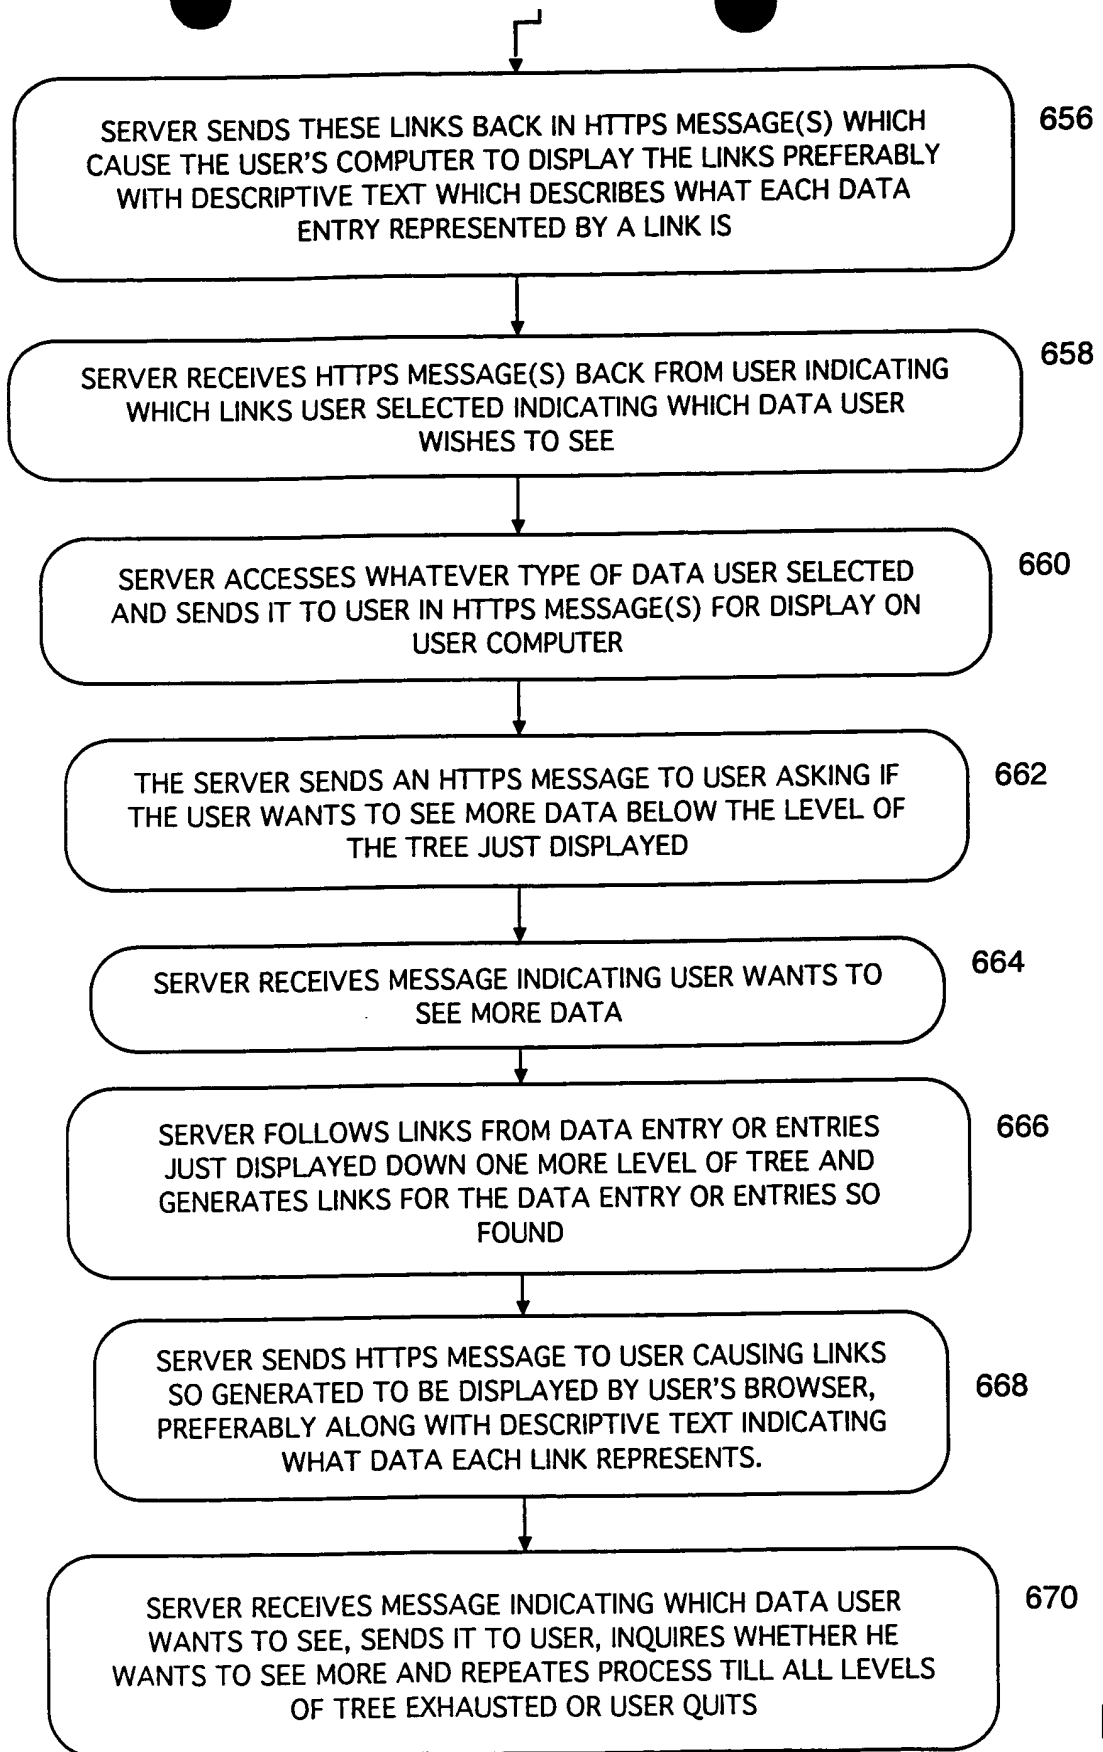 SERVER SENDS THESE LINKS BACK IN HTTPS MESSAGE(S) WHICH
CAUSE THE USER'S COMPUTER TO DISPLAY THE LINKS PREFERABLY
WITH DESCRIPTIVE TEXT WHICH DESCRIBES WHAT EACH DATA
ENTRY REPRESENTED BY A LINK IS
656
SERVER RECEIVES HTTPS MESSAGE(S) BACK FROM USER INDICATING
WHICH LINKS USER SELECTED INDICATING WHICH DATA USER
WISHES TO SEE
658
SERVER ACCESSES WHATEVER TYPE OF DATA USER SELECTED
AND SENDS IT TO USER IN HTTPS MESSAGE(S) FOR DISPLAY ON
USER COMPUTER
660
THE SERVER SENDS AN HTTPS MESSAGE TO USER ASKING IF
THE USER WANTS TO SEE MORE DATA BELOW THE LEVEL OF
THE TREE JUST DISPLAYED
662
SERVER RECEIVES MESSAGE INDICATING USER WANTS TO
SEE MORE DATA
664
SERVER FOLLOWS LINKS FROM DATA ENTRY OR ENTRIES
JUST DISPLAYED DOWN ONE MORE LEVEL OF TREE AND
GENERATES LINKS FOR THE DATA ENTRY OR ENTRIES SO
FOUND
666
SERVER SENDS HTTPS MESSAGE TO USER CAUSING LINKS
SO GENERATED TO BE DISPLAYED BY USER'S BROWSER,
PREFERABLY ALONG WITH DESCRIPTIVE TEXT INDICATING
WHAT DATA EACH LINK REPRESENTS.
668
SERVER RECEIVES MESSAGE INDICATING WHICH DATA USER
WANTS TO SEE, SENDS IT TO USER, INQUIRES WHETHER HE
WANTS TO SEE MORE AND REPEATS PROCESS TILL ALL LEVELS
OF TREE EXHAUSTED OR USER QUITS
670